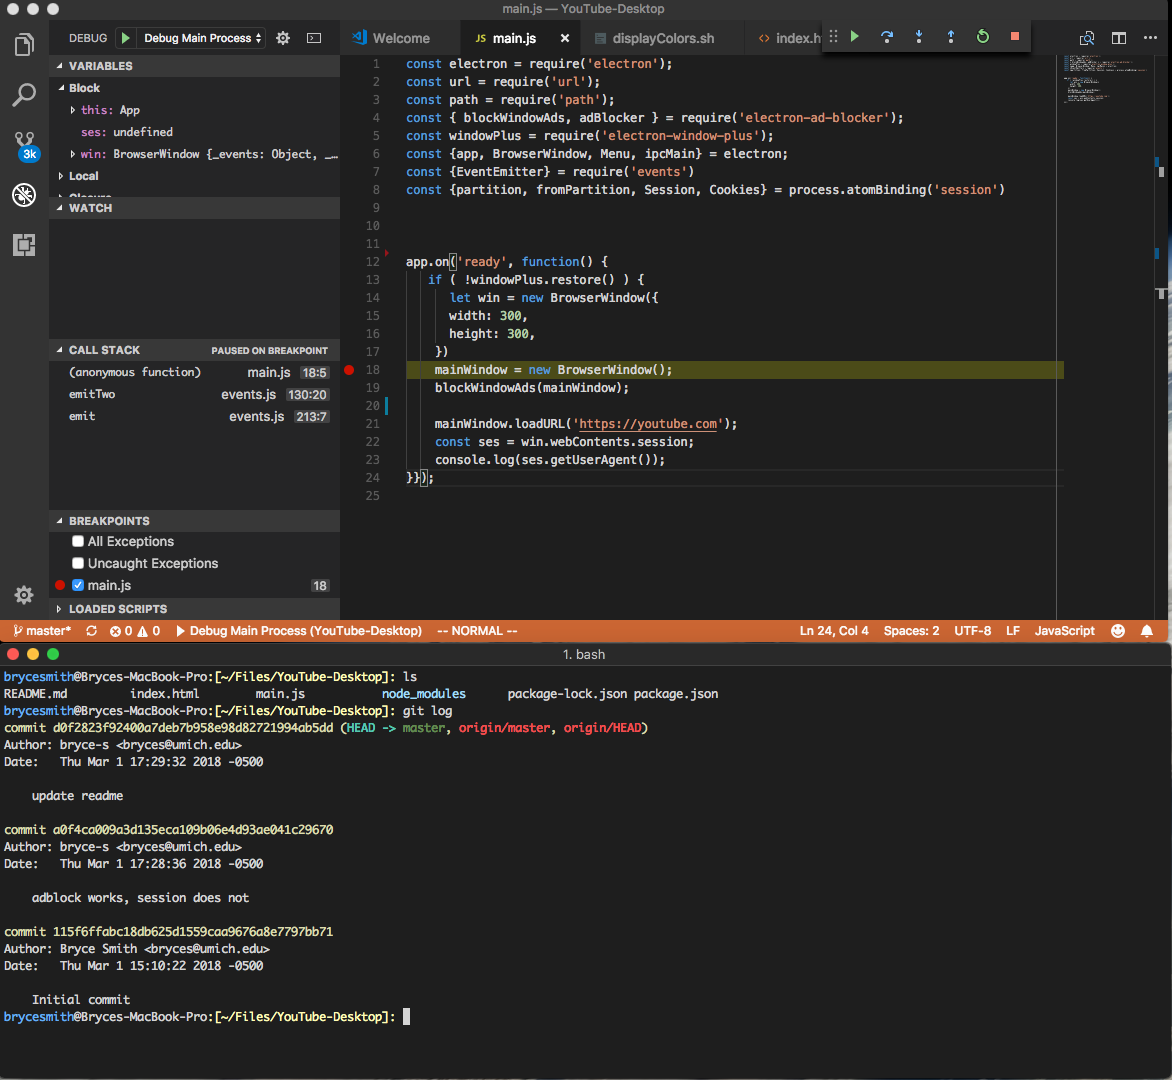 main.js — YouTube-Desktop
DEBUG Debug Main Process
Welcome main.js displayColors.sh
VARIABLES
Block
this: App
ses: undefined
win: BrowserWindow {_events: Object, _…
Local
3k
WATCH
CALL STACK PAUSED ON BREAKPOINT
(anonymous function) main.js 18:5
emitTwo events.js 130:20
emit events.js 213:7
BREAKPOINTS
All Exceptions
Uncaught Exceptions
main.js 18
LOADED SCRIPTS
1 const electron = require('electron');
2 const url = require('url');
3 const path = require('path');
4 const { blockWindowAds, adBlocker } = require('electron-ad-blocker');
5 const windowPlus = require('electron-window-plus');
6 const {app, BrowserWindow, Menu, ipcMain} = electron;
7 const {EventEmitter} = require('events')
8 const {partition, fromPartition, Session, Cookies} = process.atomBinding('session')
9
10
11
12 app.on('ready', function() {
13 if ( !windowPlus.restore() ) {
14 let win = new BrowserWindow({
15 width: 300,
16 height: 300,
17 })
18 mainWindow = new BrowserWindow();
19 blockWindowAds(mainWindow);
20
21 mainWindow.loadURL('https://youtube.com');
22 const ses = win.webContents.session;
23 console.log(ses.getUserAgent());
24 }});
25
master* 0 0 Debug Main Process (YouTube-Desktop) -- NORMAL -- Ln 24, Col 4 Spaces: 2 UTF-8 LF JavaScript
1. bash
brycesmith@Bryces-MacBook-Pro:[~/Files/YouTube-Desktop]: ls
README.md index.html main.js node_modules package-lock.json package.json
brycesmith@Bryces-MacBook-Pro:[~/Files/YouTube-Desktop]: git log
commit d0f2823f92400a7deb7b958e98d82721994ab5dd (HEAD -> master, origin/master, origin/HEAD)
Author: bryce-s <bryces@umich.edu>
Date: Thu Mar 1 17:29:32 2018 -0500
update readme
commit a0f4ca009a3d135eca109b06e4d93ae041c29670
Author: bryce-s <bryces@umich.edu>
Date: Thu Mar 1 17:28:36 2018 -0500
adblock works, session does not
commit 115f6ffabc18db625d1559caa9676a8e7797bb71
Author: Bryce Smith <bryces@umich.edu>
Date: Thu Mar 1 15:10:22 2018 -0500
Initial commit
brycesmith@Bryces-MacBook-Pro:[~/Files/YouTube-Desktop]: